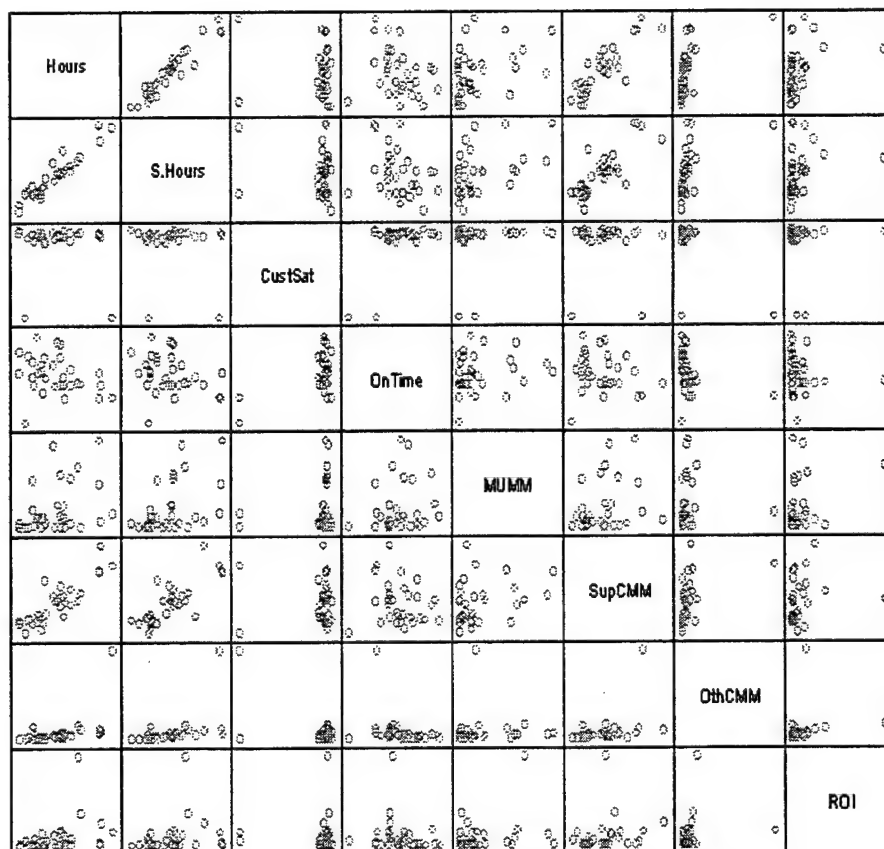 Hours
S.Hours
CustSat
OnTime
MUMM
SupCMM
OthCMM
ROI